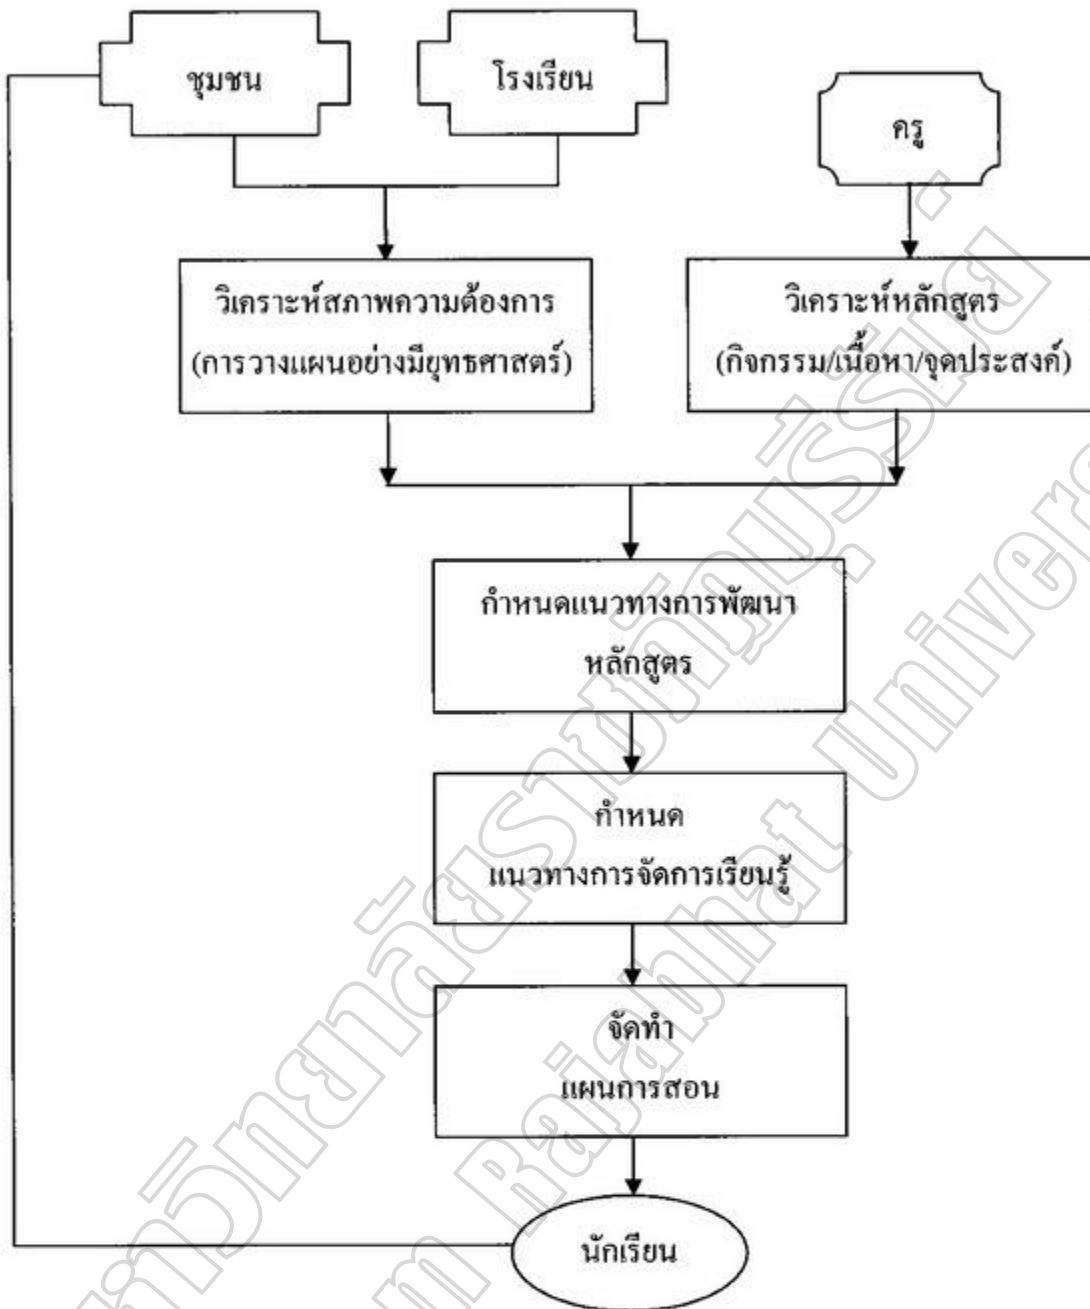 ชุมชน
โรงเรียน
ครู
วิเคราะห์สภาพความต้องการ
(การวางแผนอย่างมียุทธศาสตร์)
วิเคราะห์หลักสูตร
(กิจกรรม/เนื้อหา/จุดประสงค์)
กำหนดแนวทางการพัฒนา
หลักสูตร
กำหนด
แนวทางการจัดการเรียนรู้
จัดทำ
แผนการสอน
นักเรียน
Rajabhat